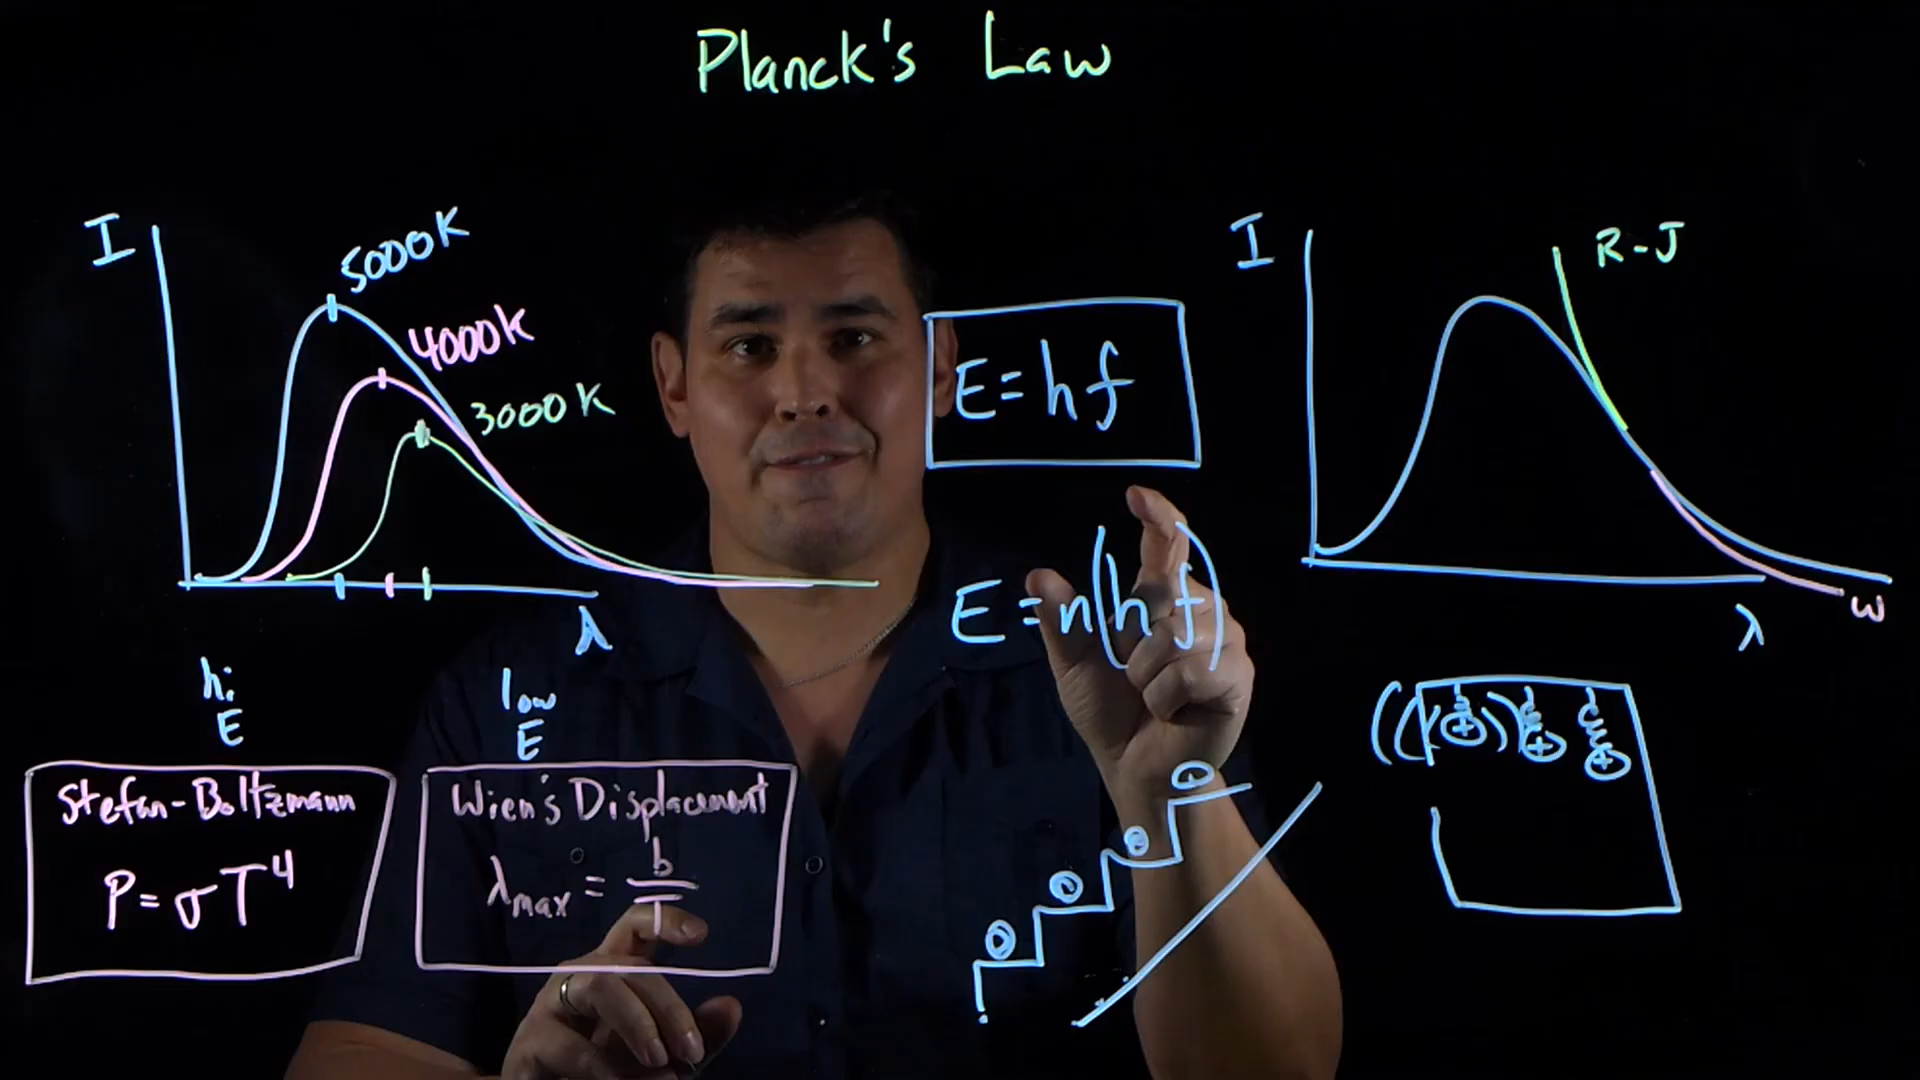 Planck's Law
I
5000K
4000K
3000K
λ
hi
E
low
E
Stefan-Boltzmann
P = σT⁴
Wien's Displacement
λmax = b/T
E = hf
E = n(hf)
I
R-J
λ
W